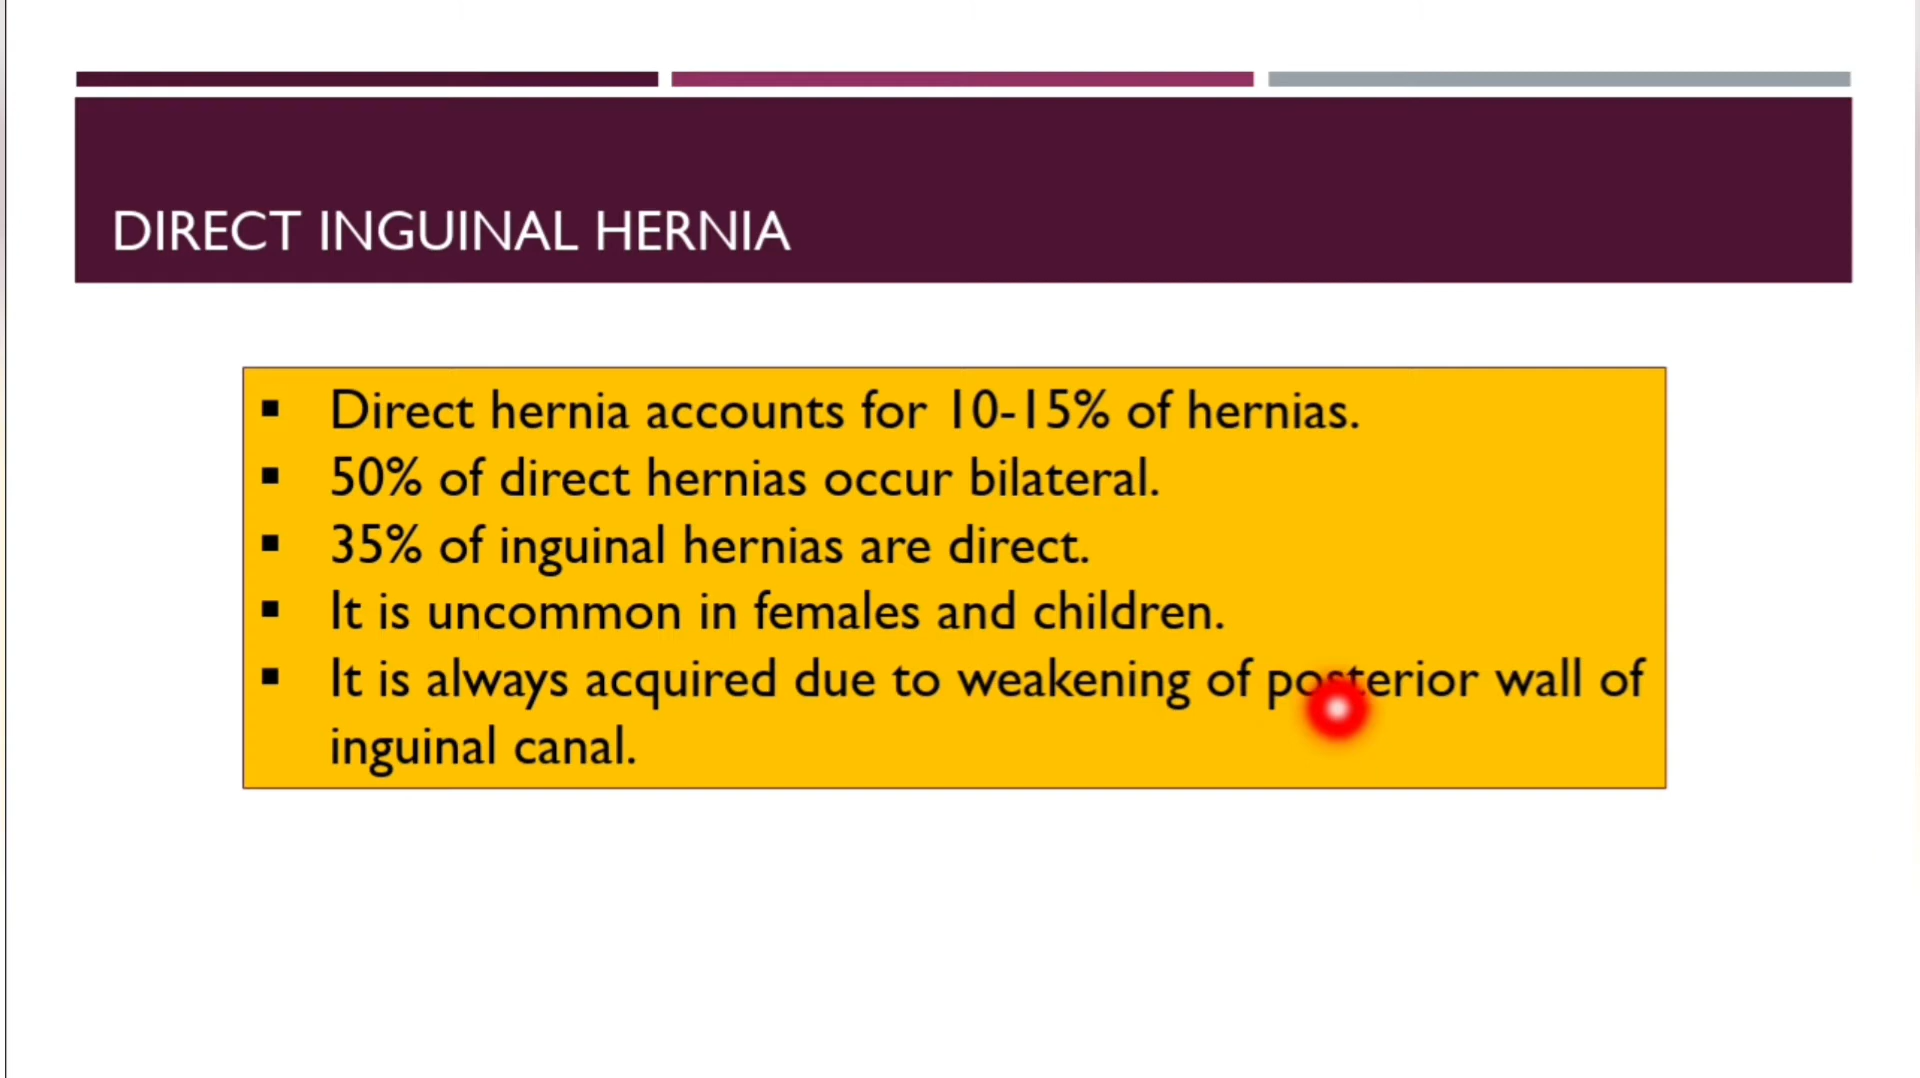 DIRECT INGUINAL HERNIA
▪ Direct hernia accounts for 10-15% of hernias.
▪ 50% of direct hernias occur bilateral.
▪ 35% of inguinal hernias are direct.
▪ It is uncommon in females and children.
▪ It is always acquired due to weakening of posterior wall of
inguinal canal.